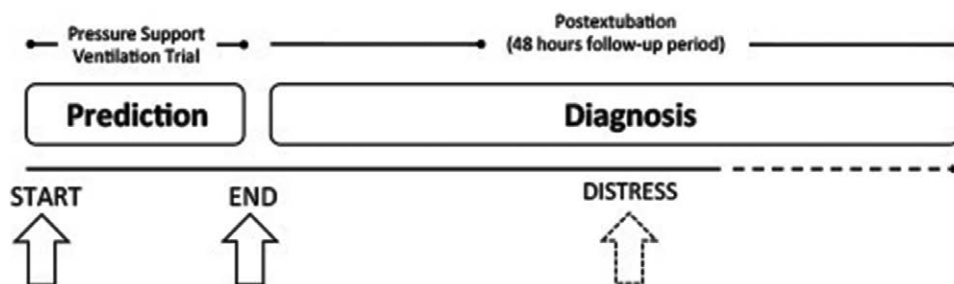 Pressure Support
Ventilation Trial
Postextubation
(48 hours follow-up period)
Prediction
Diagnosis
START
END
DISTRESS